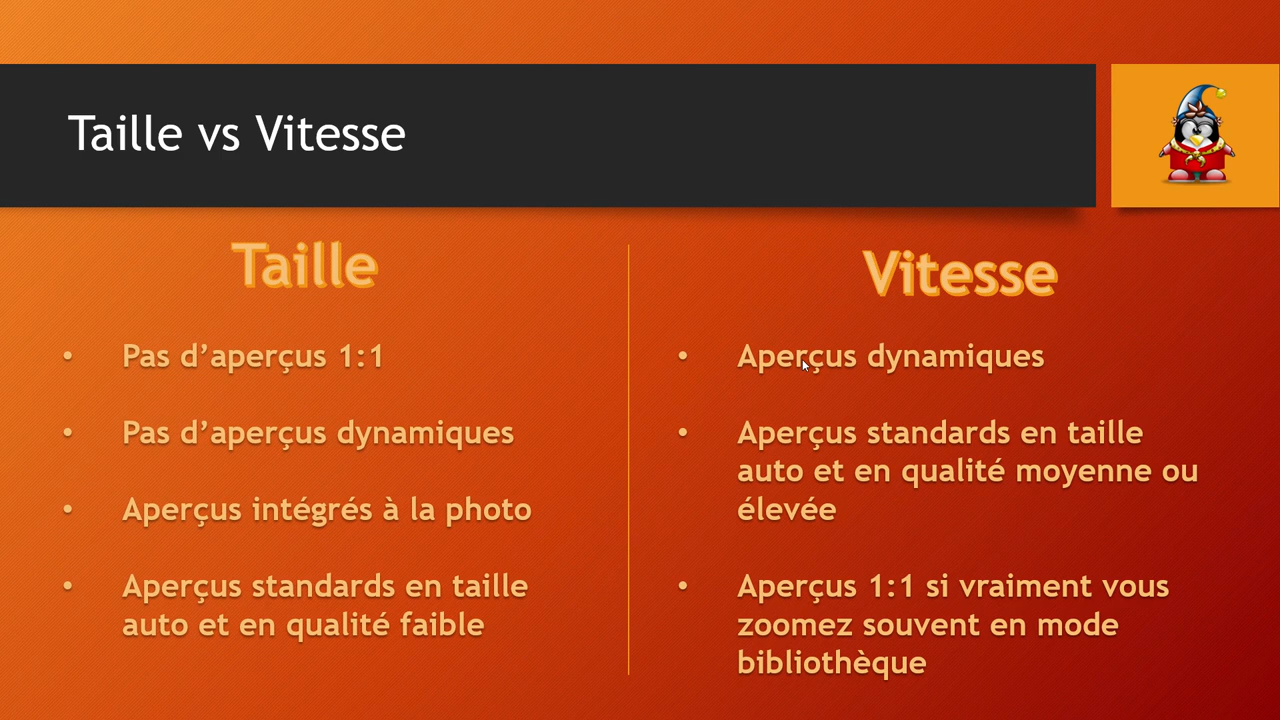 Taille vs Vitesse
Taille
• Pas d’aperçus 1:1
• Pas d’aperçus dynamiques
• Aperçus intégrés à la photo
• Aperçus standards en taille
auto et en qualité faible
Vitesse
• Aperçus dynamiques
• Aperçus standards en taille
auto et en qualité moyenne ou
élevée
• Aperçus 1:1 si vraiment vous
zoomez souvent en mode
bibliothèque